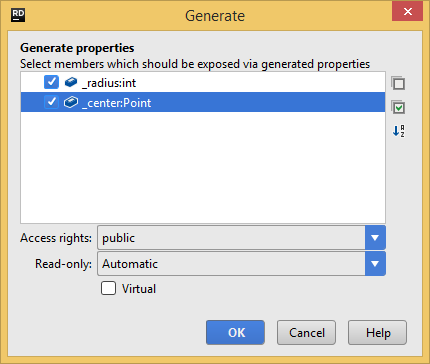 RD
Generate
Generate properties
Select members which should be exposed via generated properties
_radius:int
_center:Point
Access rights: public
Read-only: Automatic
Virtual
OK Cancel Help